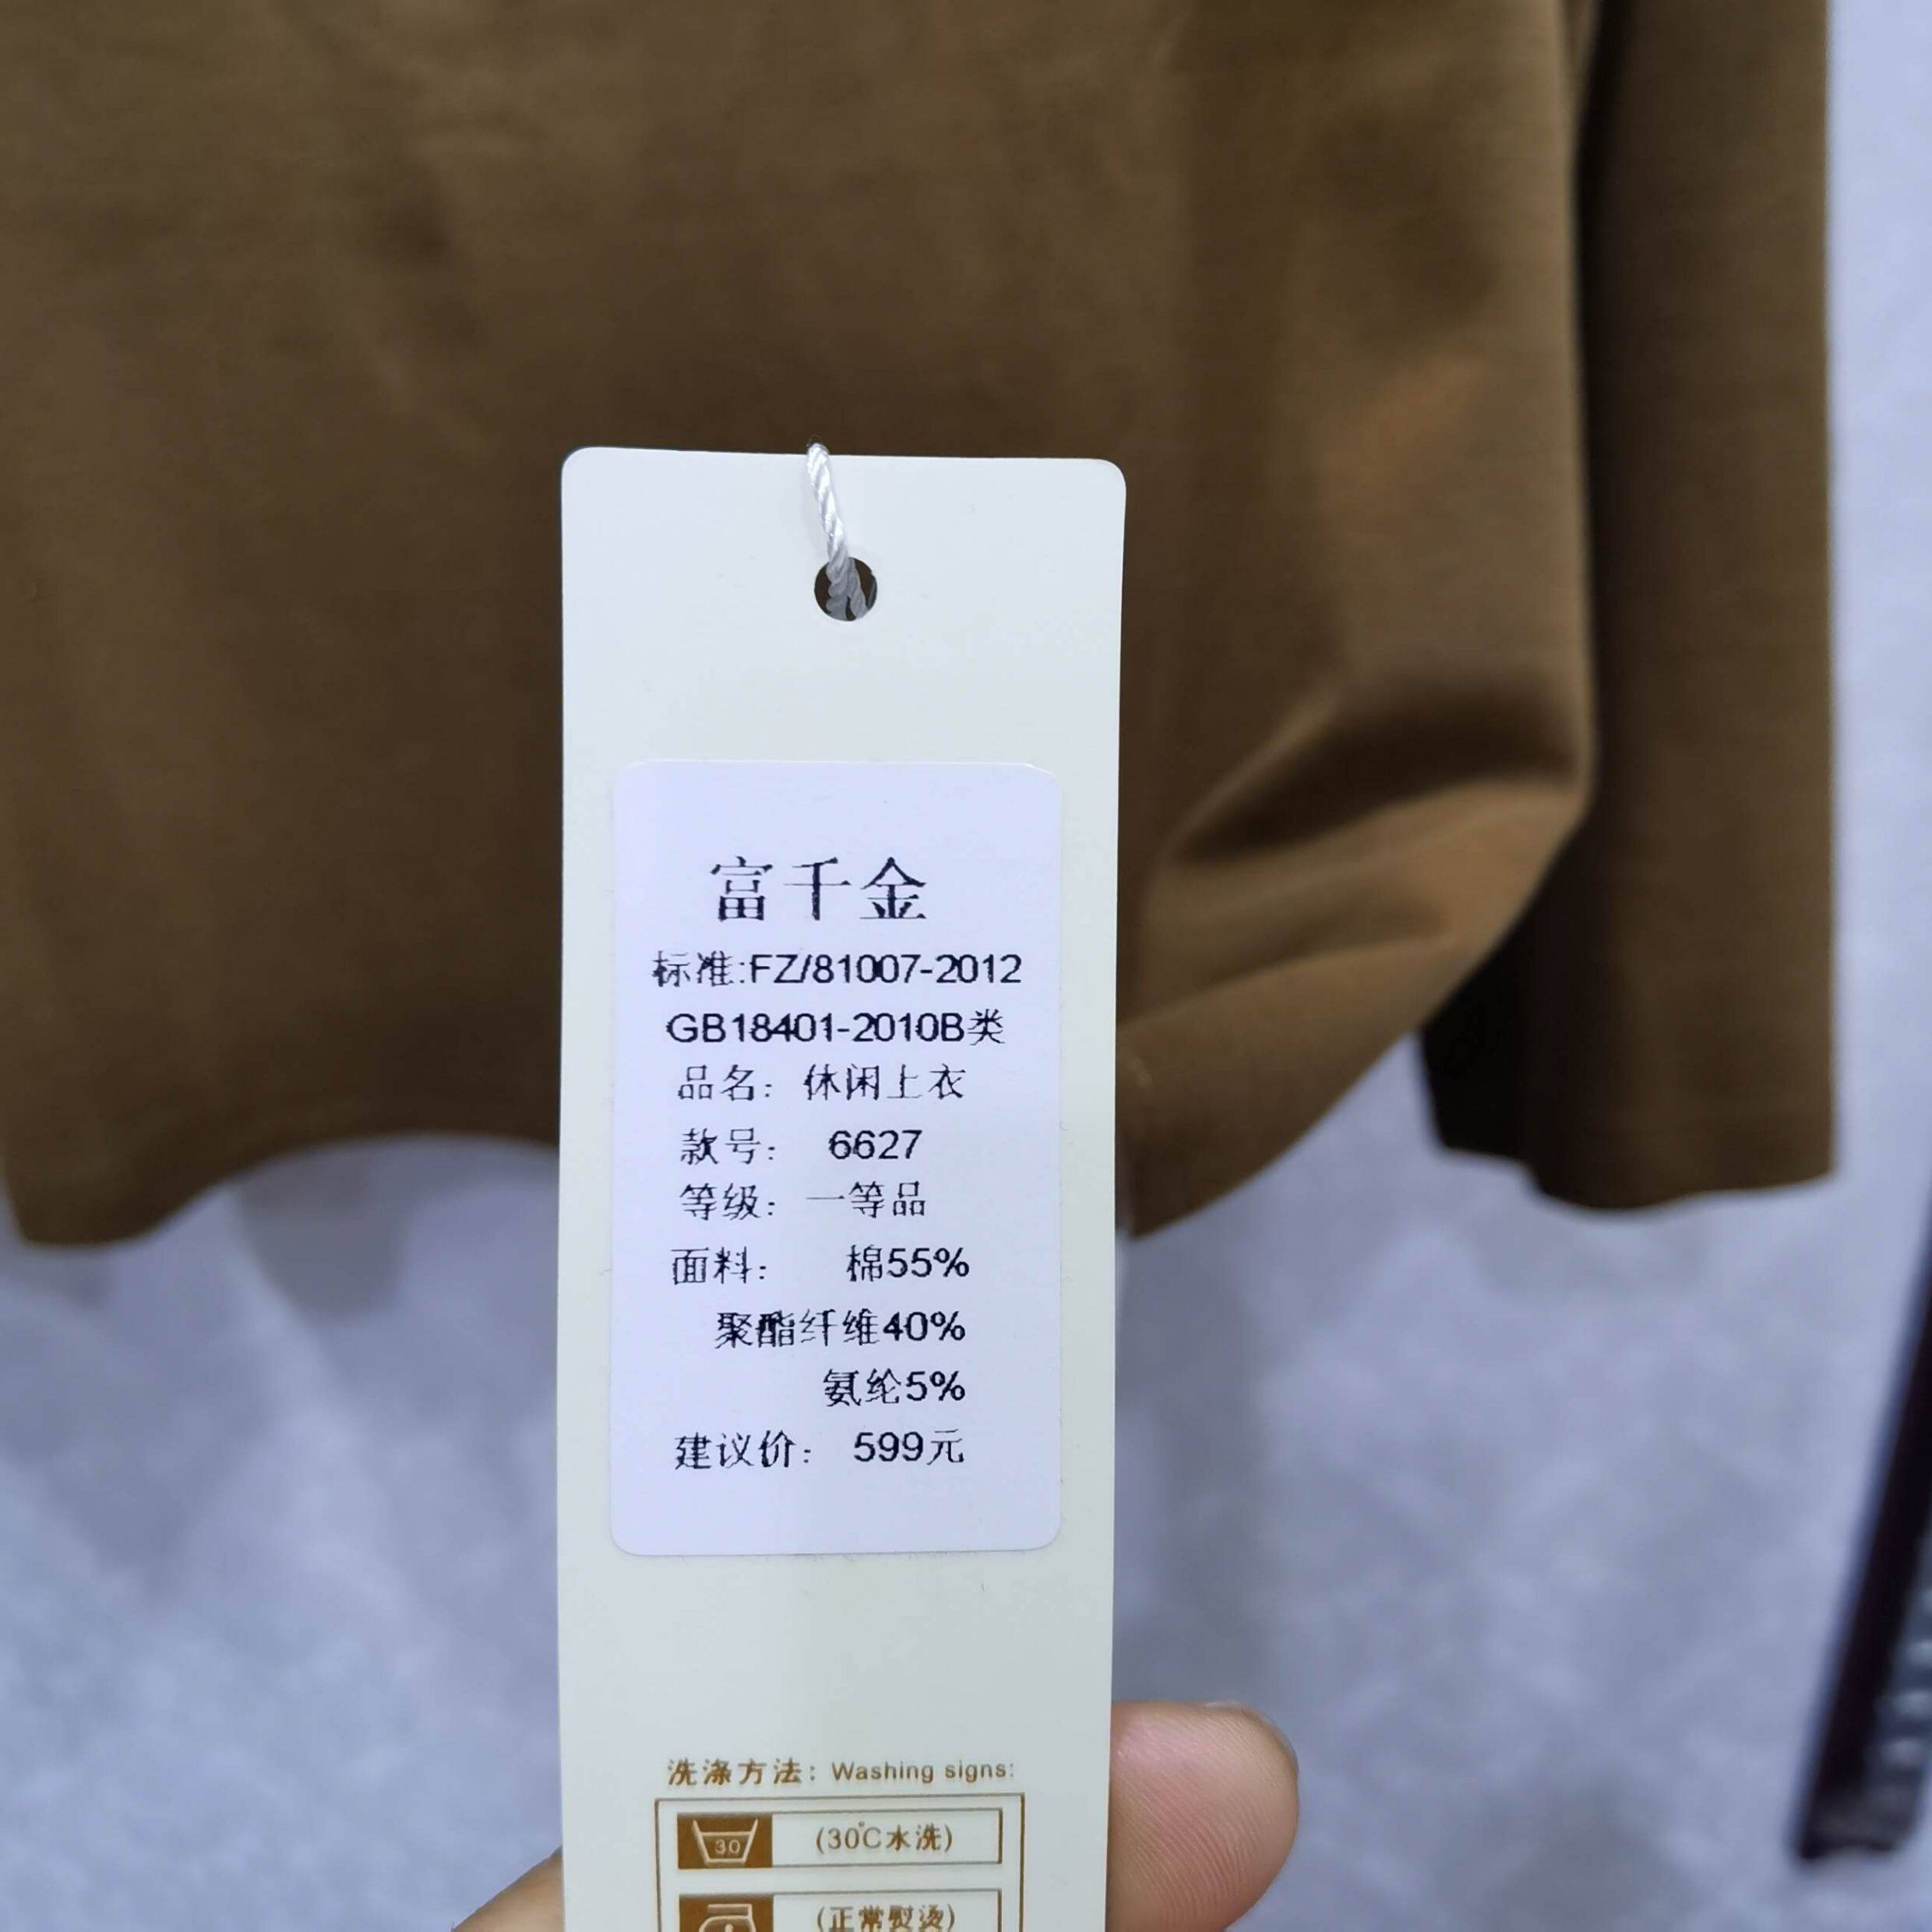 富千金
标准:FZ/81007-2012
GB18401-2010B类
品名: 休闲上衣
款号: 6627
等级: 一等品
面料: 棉55%
聚酯纤维40%
氨纶5%
建议价: 599元
洗涤方法: Washing signs:
30 (30℃水洗)
(正常熨烫)